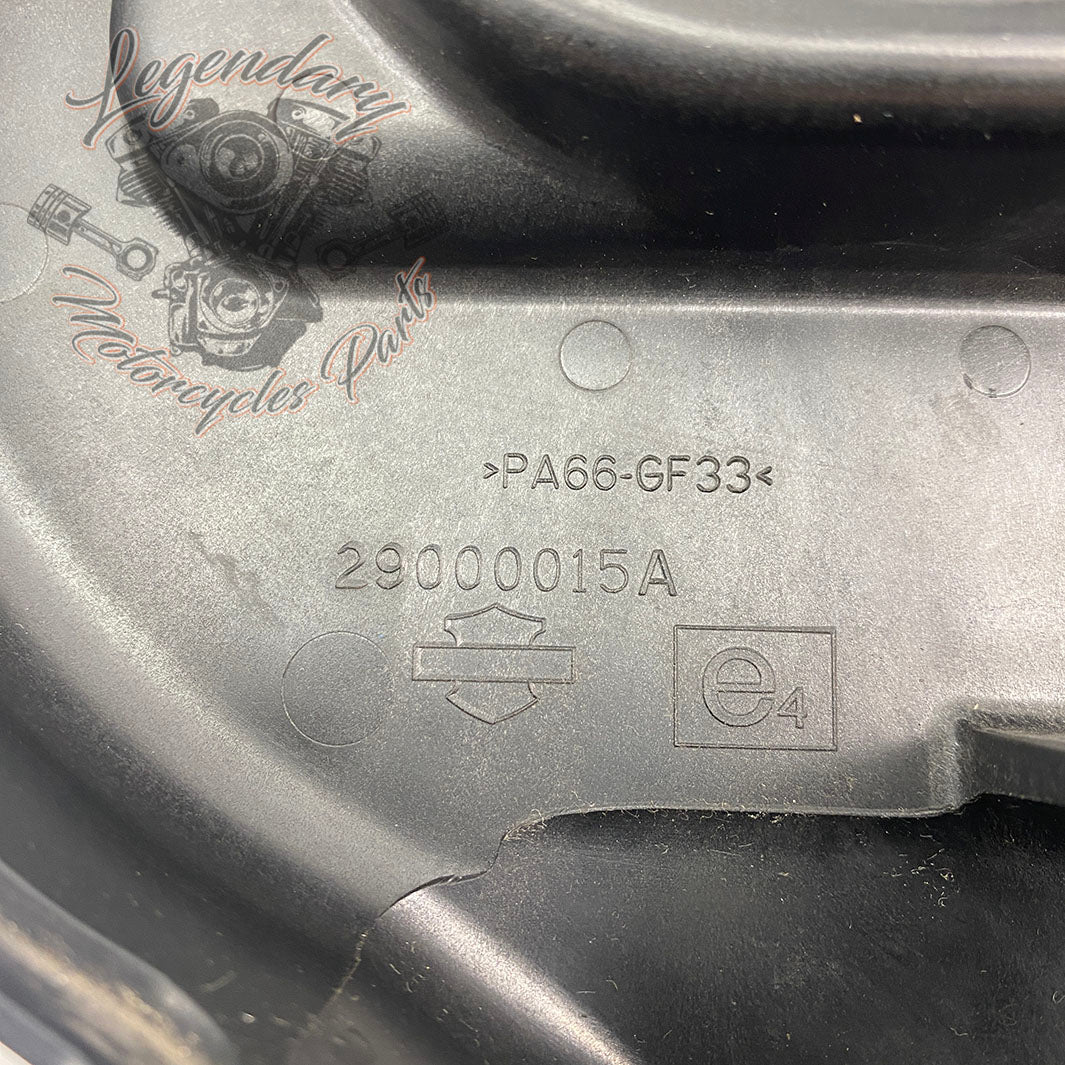 Legendary
Motorcycles Parts
>PA66-GF33<
29000015A
e4